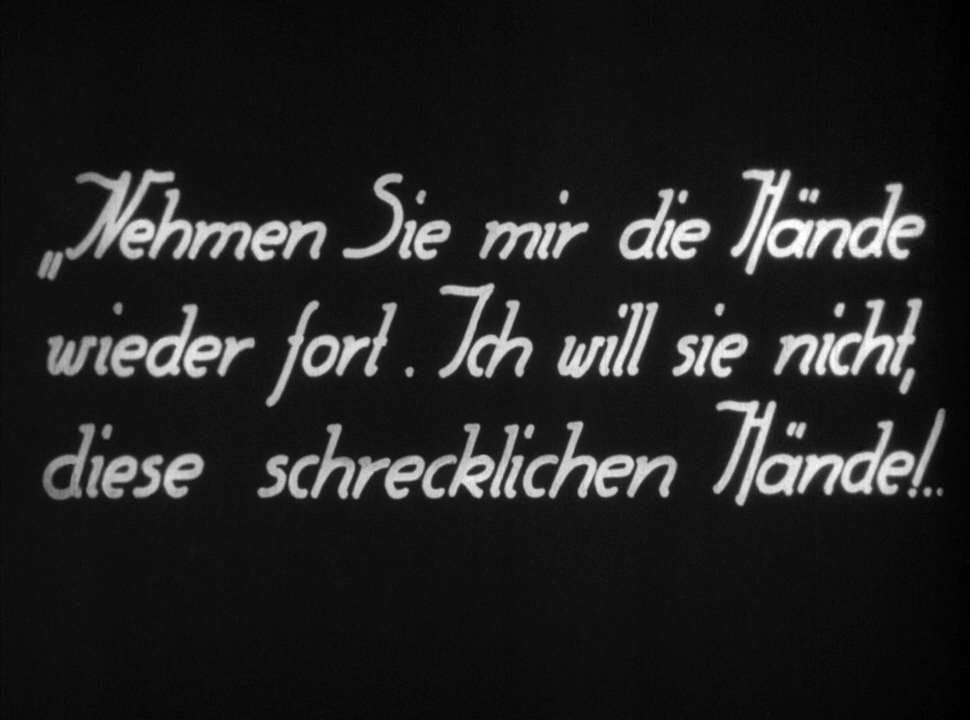 „Nehmen Sie mir die Hände
wieder fort. Ich will sie nicht,
diese schrecklichen Hände!..